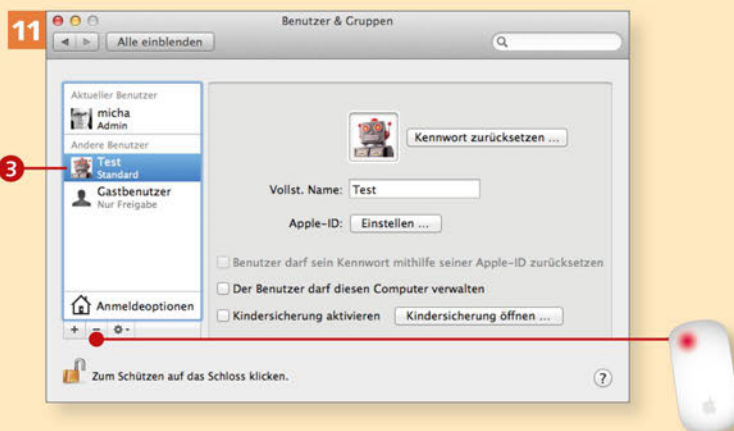 11
Benutzer & Gruppen
Alle einblenden
Aktueller Benutzer
micha
Admin
Andere Benutzer
3
Test
Standard
Gastbenutzer
Nur Freigabe
Anmeldeoptionen
+ −
Kennwort zurücksetzen ...
Vollst. Name: Test
Apple-ID: Einstellen ...
Benutzer darf sein Kennwort mithilfe seiner Apple-ID zurücksetzen
Der Benutzer darf diesen Computer verwalten
Kindersicherung aktivieren Kindersicherung öffnen ...
Zum Schützen auf das Schloss klicken.
?